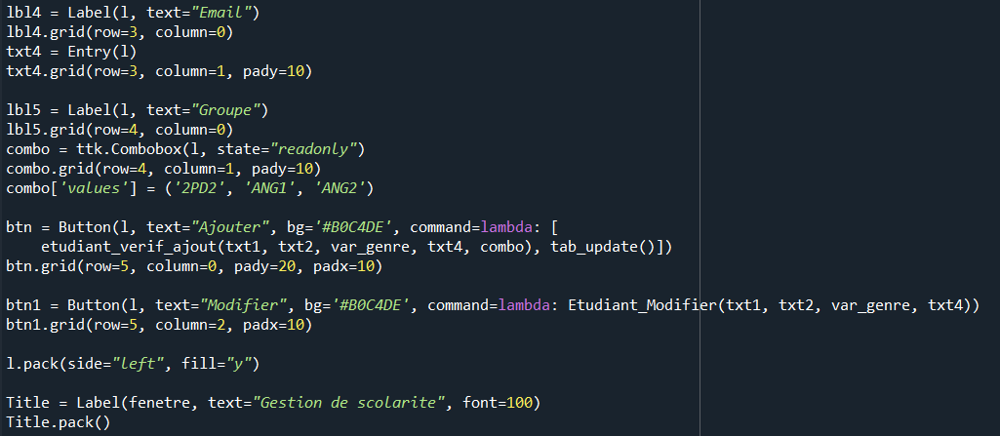 lbl4 = Label(l, text="Email")
lbl4.grid(row=3, column=0)
txt4 = Entry(l)
txt4.grid(row=3, column=1, pady=10)
lbl5 = Label(l, text="Groupe")
lbl5.grid(row=4, column=0)
combo = ttk.Combobox(l, state="readonly")
combo.grid(row=4, column=1, pady=10)
combo['values'] = ('2PD2', 'ANG1', 'ANG2')
btn = Button(l, text="Ajouter", bg='#B0C4DE', command=lambda: [
    etudiant_verif_ajout(txt1, txt2, var_genre, txt4, combo), tab_update()])
btn.grid(row=5, column=0, pady=20, padx=10)
btn1 = Button(l, text="Modifier", bg='#B0C4DE', command=lambda: Etudiant_Modifier(txt1, txt2, var_genre, txt4))
btn1.grid(row=5, column=2, padx=10)
l.pack(side="left", fill="y")
Title = Label(fenetre, text="Gestion de scolarite", font=100)
Title.pack()